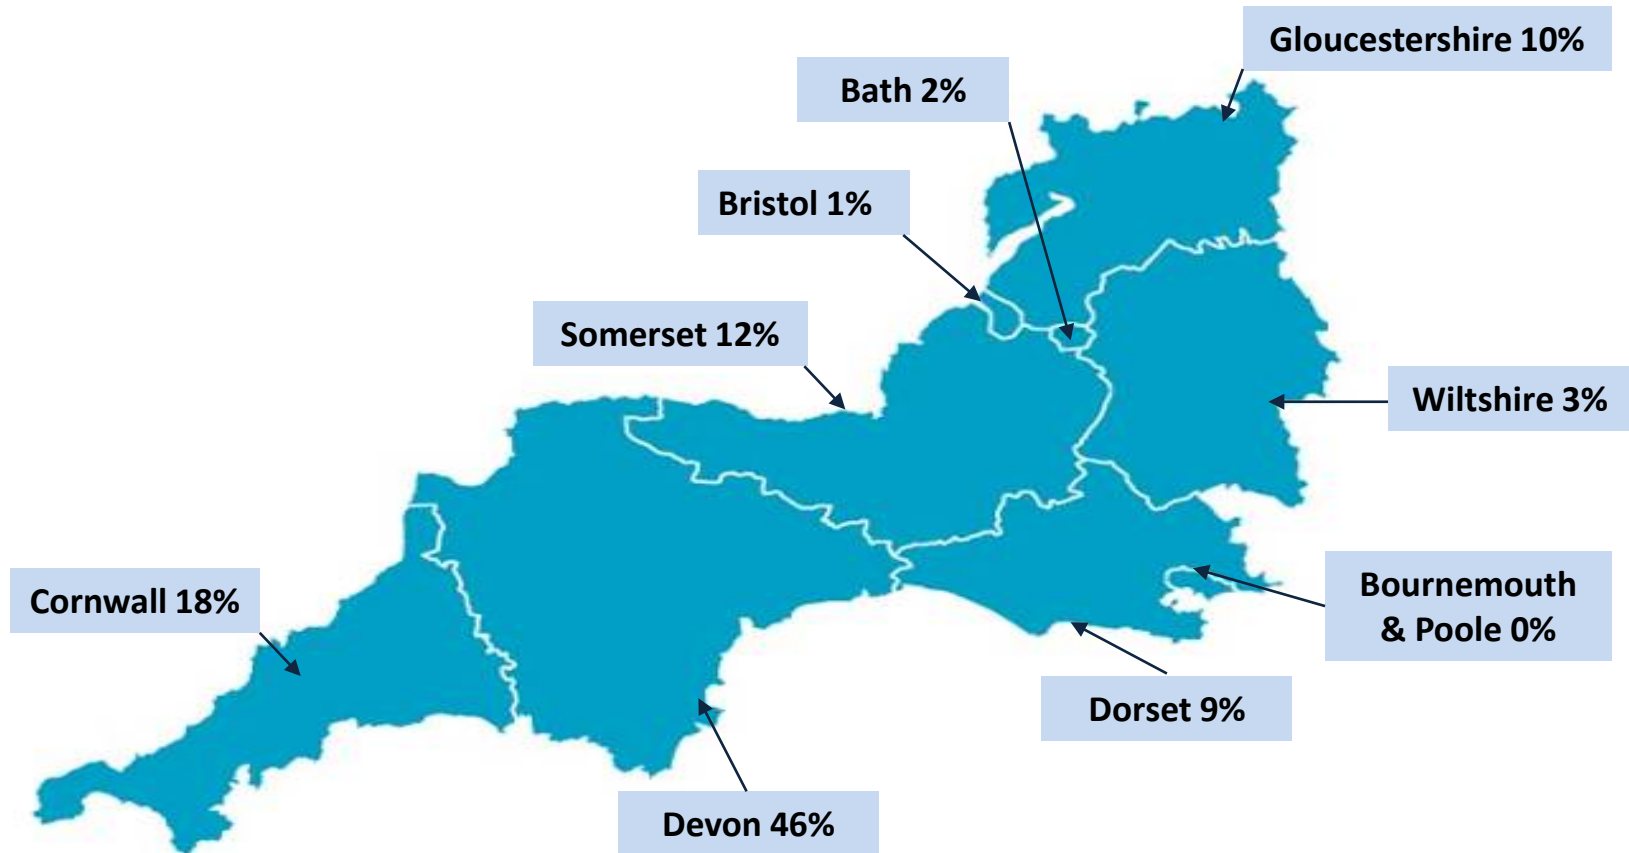 Gloucestershire 10%
Bath 2%
Bristol 1%
Somerset 12%
Wiltshire 3%
Cornwall 18%
Bournemouth
& Poole 0%
Dorset 9%
Devon 46%